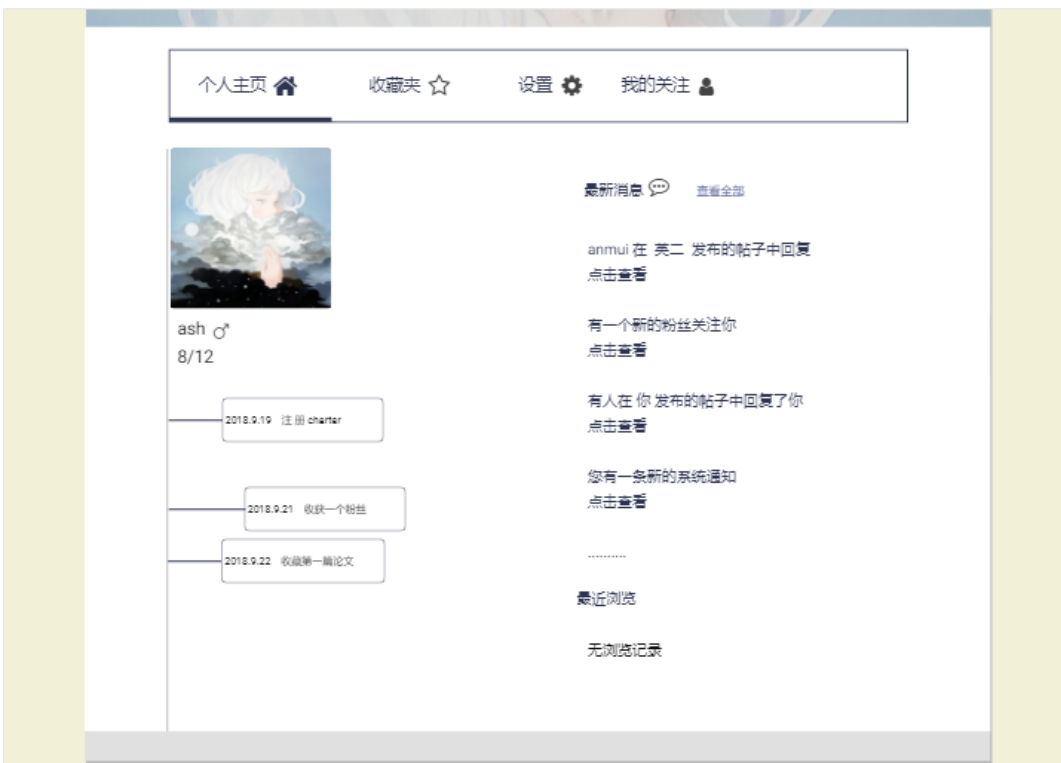 个人主页 收藏夹 设置 我的关注
ash
8/12
2018.9.19 注册 charter
2018.9.21 收获一个粉丝
2018.9.22 收藏第一篇论文
最新消息 查看全部
anmui 在 英二 发布的帖子中回复
点击查看
有一个新的粉丝关注你
点击查看
有人在 你 发布的帖子中回复了你
点击查看
您有一条新的系统通知
点击查看
............
最近浏览
无浏览记录